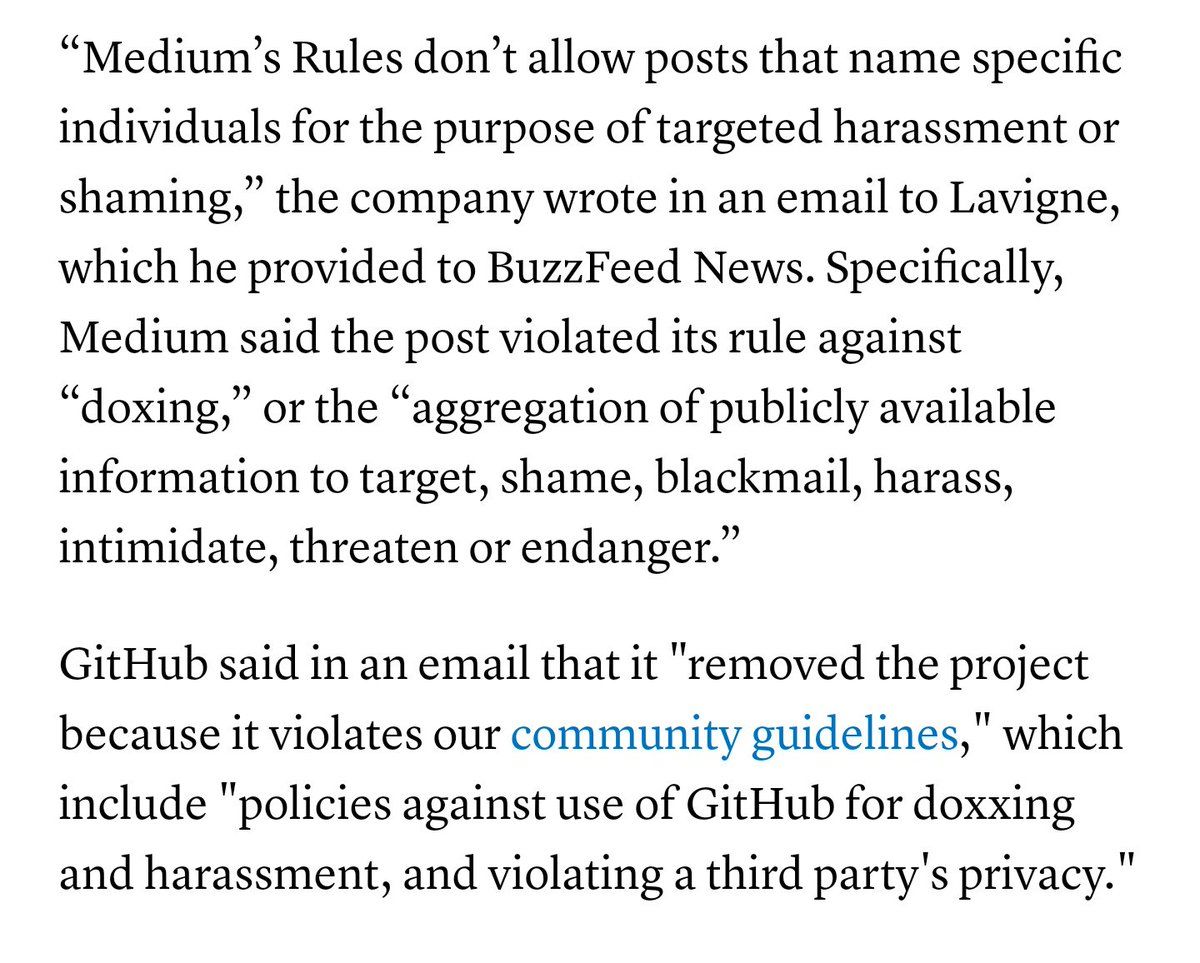 “Medium’s Rules don’t allow posts that name specific
individuals for the purpose of targeted harassment or
shaming,” the company wrote in an email to Lavigne,
which he provided to BuzzFeed News. Specifically,
Medium said the post violated its rule against
“doxing,” or the “aggregation of publicly available
information to target, shame, blackmail, harass,
intimidate, threaten or endanger.”
GitHub said in an email that it "removed the project
because it violates our community guidelines," which
include "policies against use of GitHub for doxxing
and harassment, and violating a third party's privacy."